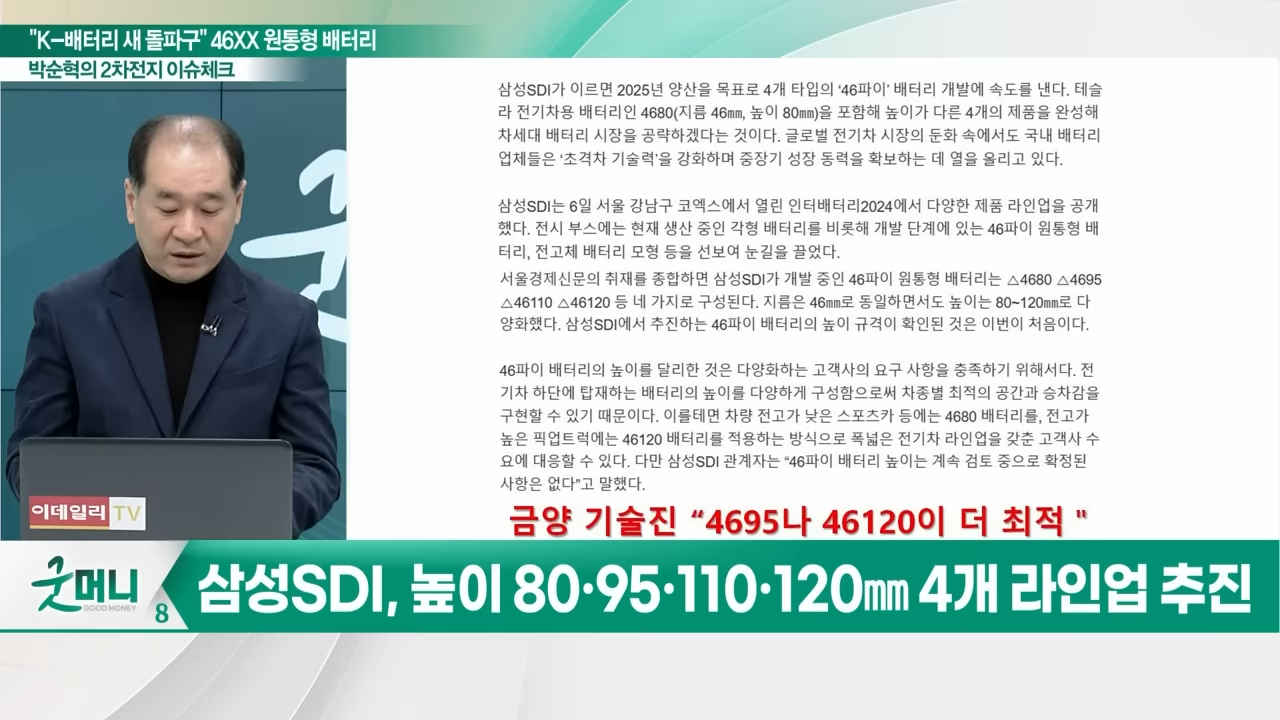 "K-배터리 새 돌파구" 46XX 원통형 배터리
박순혁의 2차전지 이슈체크
삼성SDI가 이르면 2025년 양산을 목표로 4개 타입의 ‘46파이’ 배터리 개발에 속도를 낸다. 테슬
라 전기차용 배터리인 4680(지름 46㎜, 높이 80㎜)을 포함해 높이가 다른 4개의 제품을 완성해
차세대 배터리 시장을 공략하겠다는 것이다. 글로벌 전기차 시장의 둔화 속에서도 국내 배터리
업체들은 ‘초격차 기술력’을 강화하며 중장기 성장 동력을 확보하는 데 열을 올리고 있다.
삼성SDI는 6일 서울 강남구 코엑스에서 열린 인터배터리2024에서 다양한 제품 라인업을 공개
했다. 전시 부스에는 현재 생산 중인 각형 배터리를 비롯해 개발 단계에 있는 46파이 원통형 배
터리, 전고체 배터리 모형 등을 선보여 눈길을 끌었다.
서울경제신문의 취재를 종합하면 삼성SDI가 개발 중인 46파이 원통형 배터리는 △4680 △4695
△46110 △46120 등 네 가지로 구성된다. 지름은 46㎜로 동일하면서도 높이는 80~120㎜로 다
양화했다. 삼성SDI에서 추진하는 46파이 배터리의 높이 규격이 확인된 것은 이번이 처음이다.
46파이 배터리의 높이를 달리한 것은 다양화하는 고객사의 요구 사항을 충족하기 위해서다. 전
기차 하단에 탑재하는 배터리의 높이를 다양하게 구성함으로써 차종별 최적의 공간과 승차감을
구현할 수 있기 때문이다. 이를테면 차량 전고가 낮은 스포츠카 등에는 4680 배터리를, 전고가
높은 픽업트럭에는 46120 배터리를 적용하는 방식으로 폭넓은 전기차 라인업을 갖춘 고객사 수
요에 대응할 수 있다. 다만 삼성SDI 관계자는 “46파이 배터리 높이는 계속 검토 중으로 확정된
사항은 없다”고 말했다.
금양 기술진 “4695나 46120이 더 최적 "
이데일리 TV
굿머니
GOOD MONEY
8
삼성SDI, 높이 80·95·110·120㎜ 4개 라인업 추진